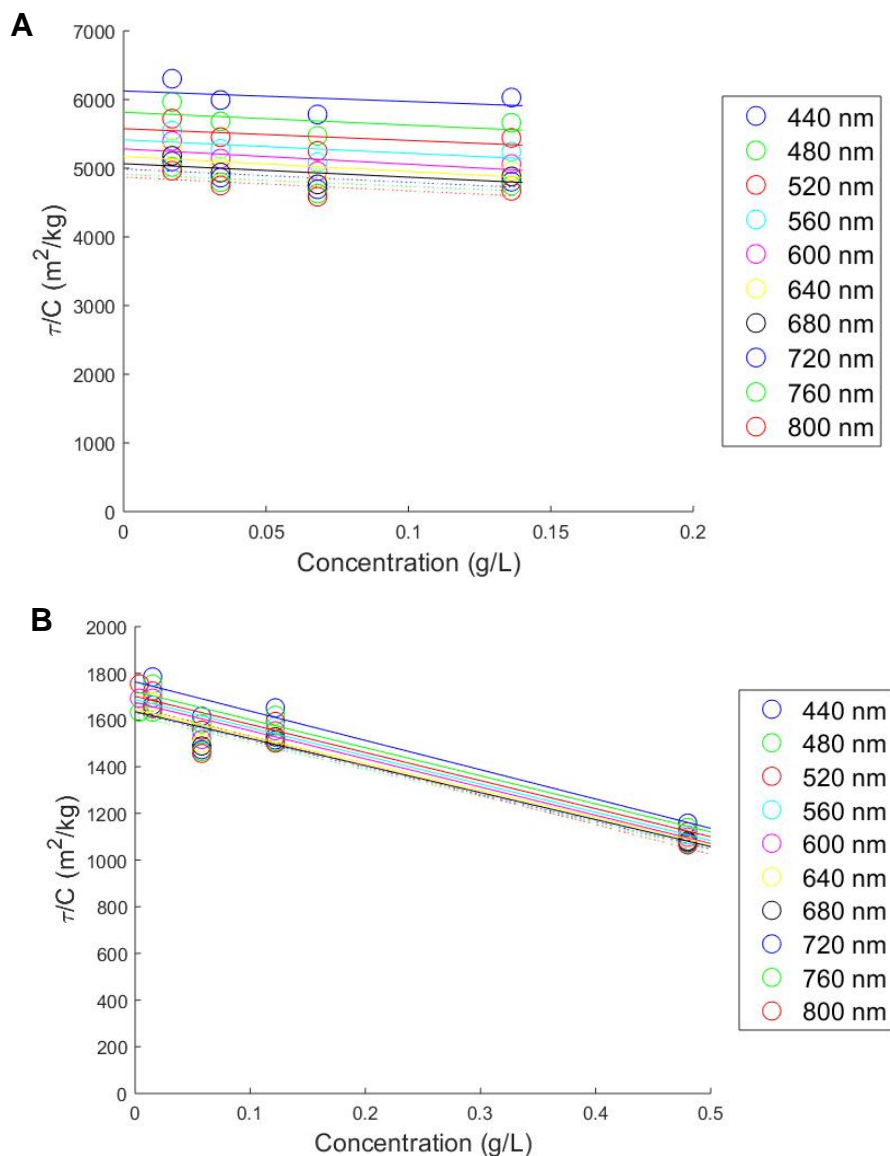 A
7000
6000
5000
4000
3000
2000
1000
0
τ/C (m²/kg)
0 0.05 0.1 0.15 0.2
Concentration (g/L)
440 nm
480 nm
520 nm
560 nm
600 nm
640 nm
680 nm
720 nm
760 nm
800 nm
B
2000
1800
1600
1400
1200
1000
800
600
400
200
0
τ/C (m²/kg)
0 0.1 0.2 0.3 0.4 0.5
Concentration (g/L)
440 nm
480 nm
520 nm
560 nm
600 nm
640 nm
680 nm
720 nm
760 nm
800 nm